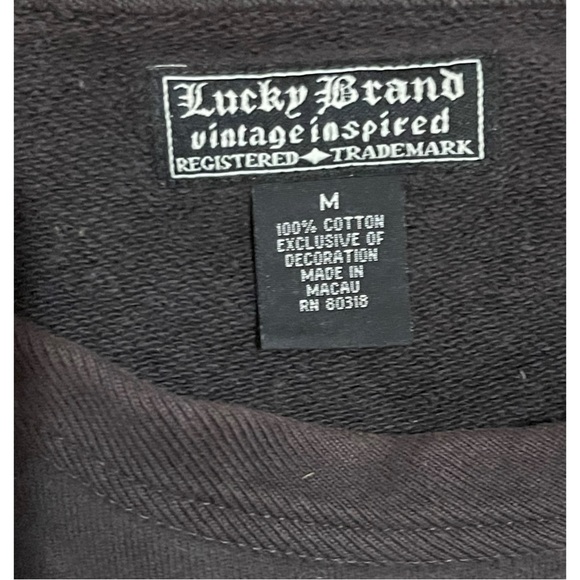 Lucky Brand
vintage inspired
REGISTERED TRADEMARK
M
100% COTTON
EXCLUSIVE OF
DECORATION
MADE IN
MACAU
RN 80318